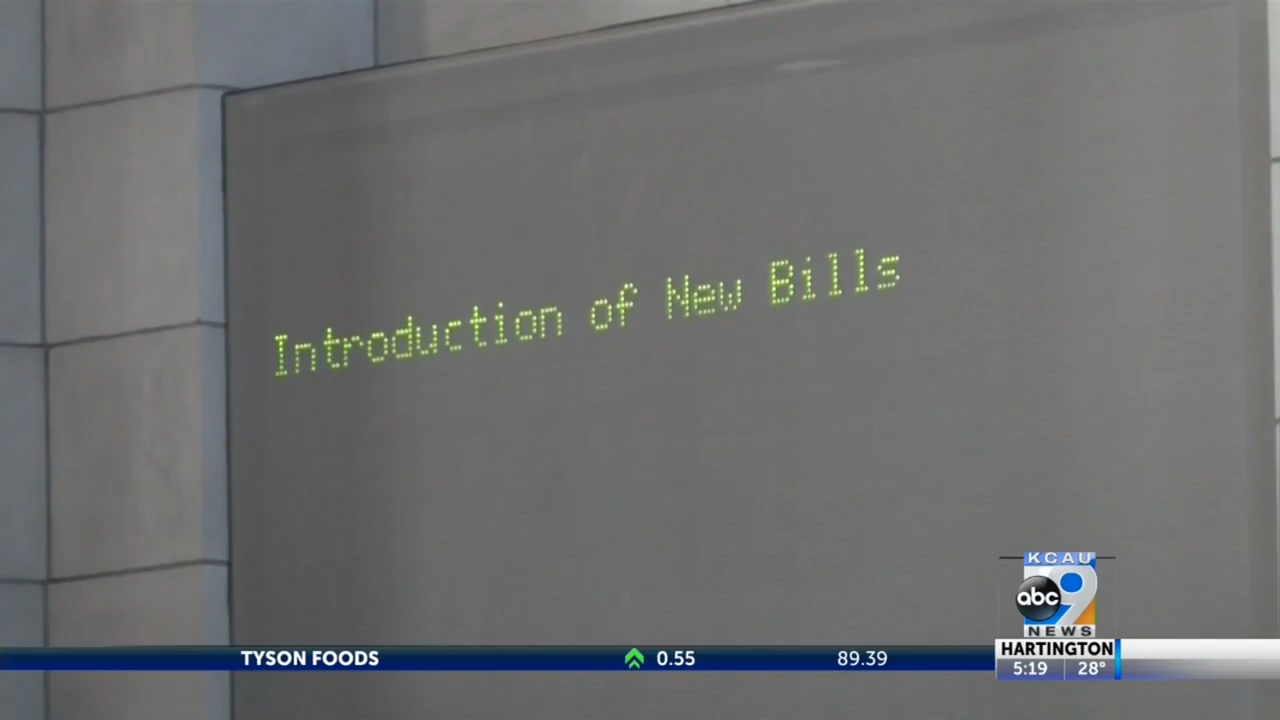 Introduction of New Bills
KCAU
abc 9
NEWS
HARTINGTON
5:19 28°
TYSON FOODS 0.55 89.39